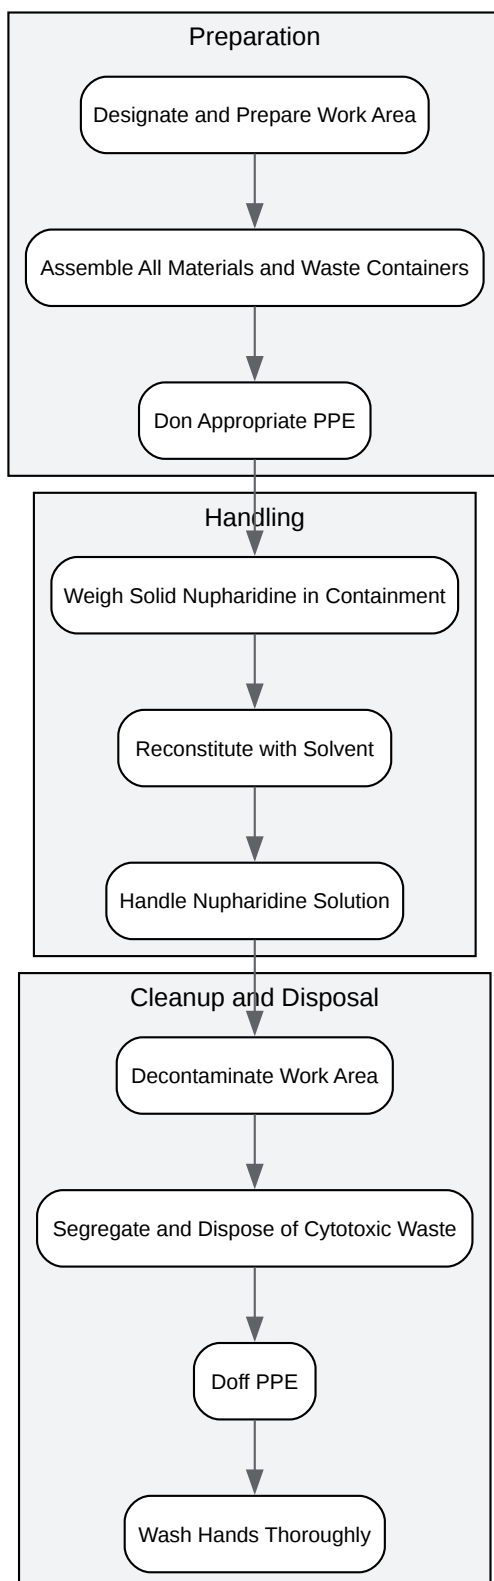 Preparation
Designate and Prepare Work Area
Assemble All Materials and Waste Containers
Don Appropriate PPE
Handling
Weigh Solid Nupharidine in Containment
Reconstitute with Solvent
Handle Nupharidine Solution
Cleanup and Disposal
Decontaminate Work Area
Segregate and Dispose of Cytotoxic Waste
Doff PPE
Wash Hands Thoroughly